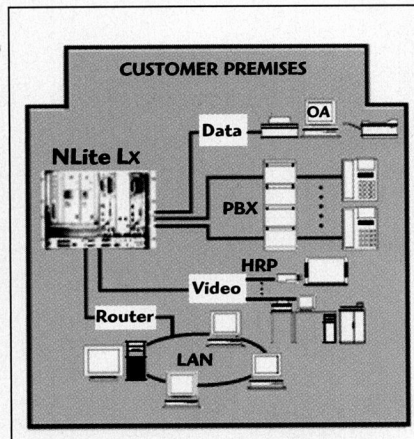 CUSTOMER PREMISES
OA
Data
NLite Lx
PBX
HRP
Video
Router
LAN